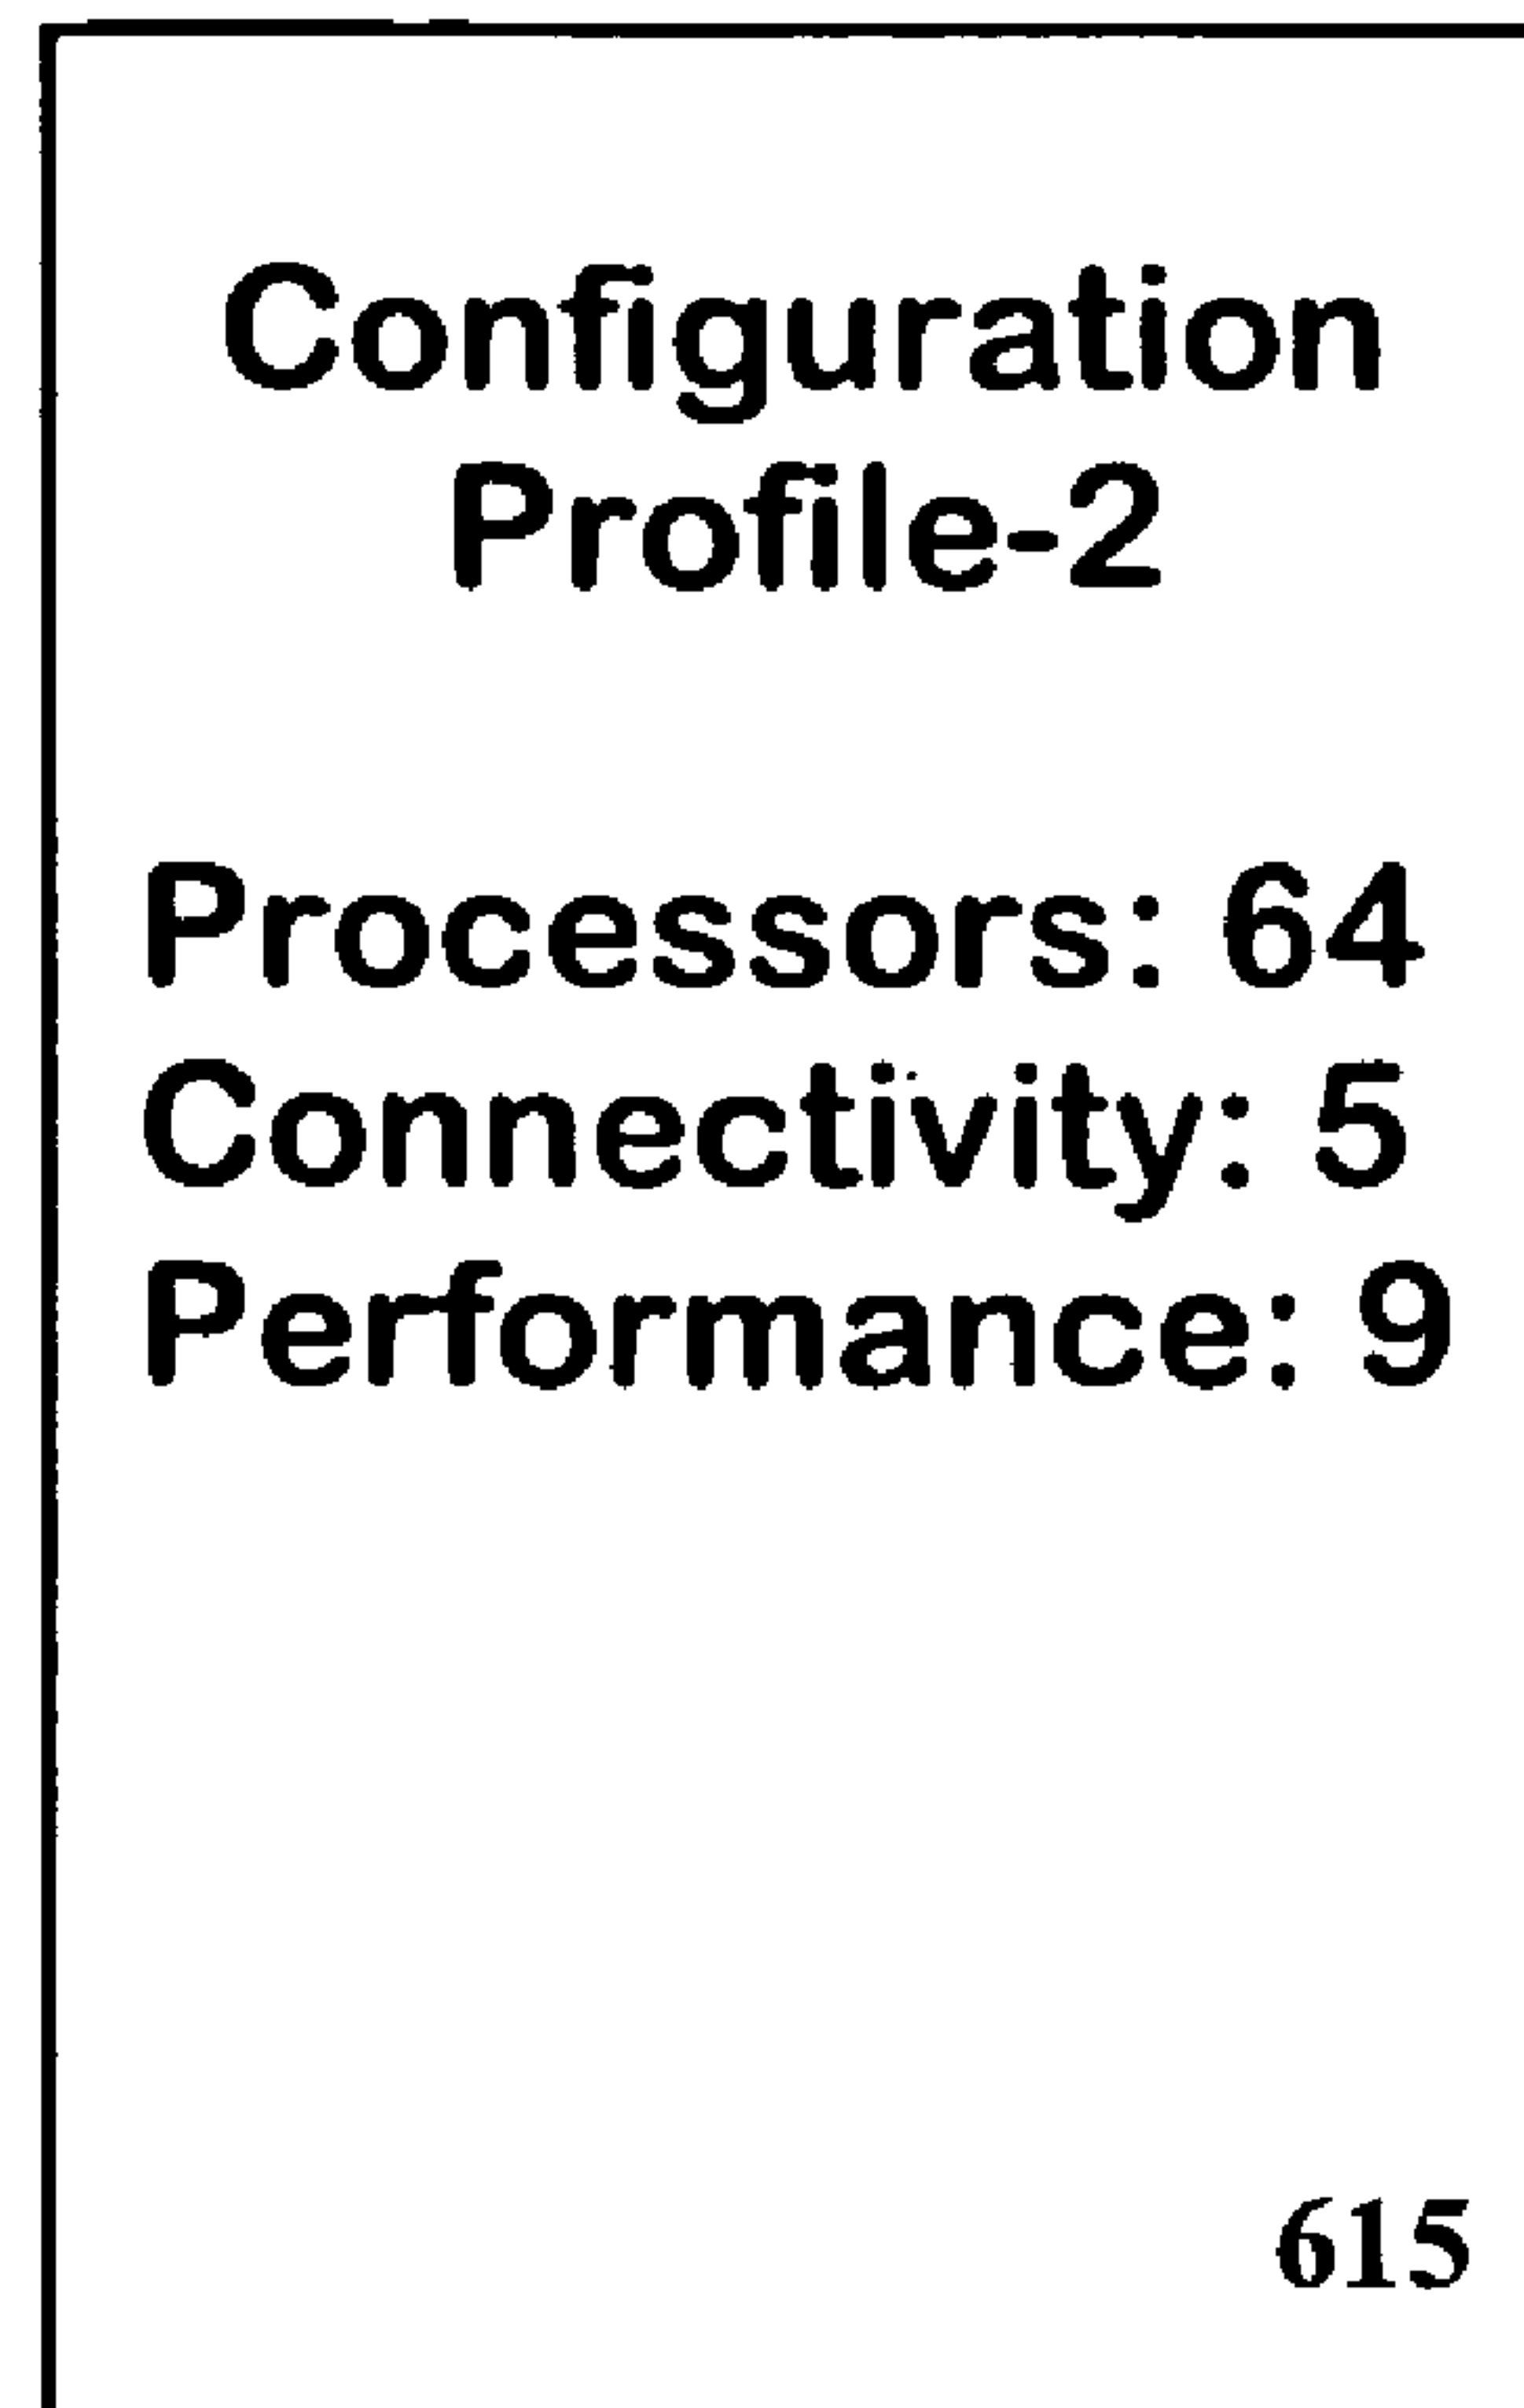 Configuration
Profile-2
Processors: 64
Connectivity: 5
Performance: 9
615